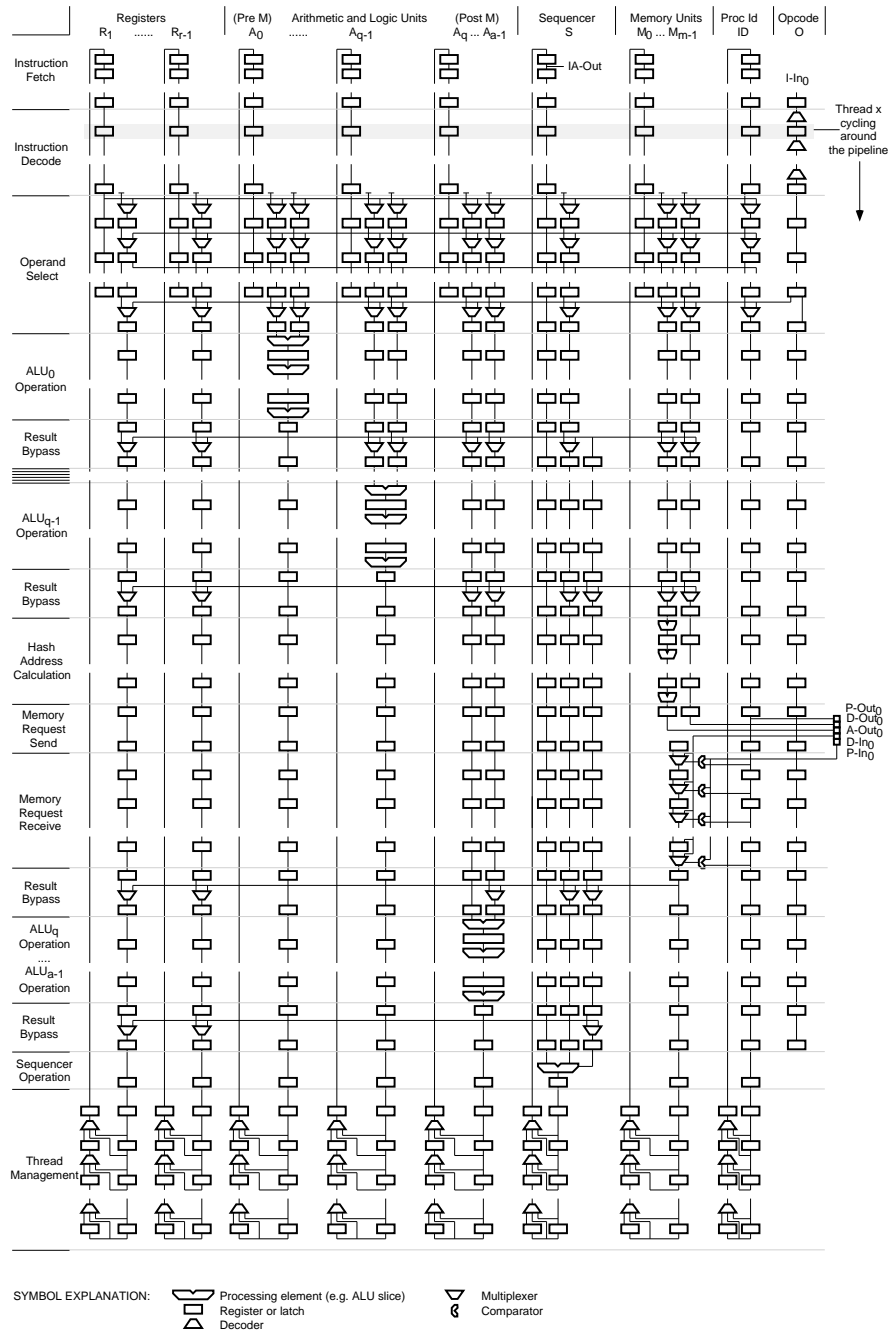 Registers (Pre M) Arithmetic and Logic Units (Post M) Sequencer Memory Units Proc Id Opcode
R1 ...... Rr-1 A0 ...... Aq-1 Aq ... Aa-1 S M0 ... Mm-1 ID O
Instruction
Fetch
IA-Out
I-In0
Thread x
cycling
around
the pipeline
Instruction
Decode
Operand
Select
ALU0
Operation
Result
Bypass
ALUq-1
Operation
Result
Bypass
Hash
Address
Calculation
Memory
Request
Send
P-Out0
D-Out0
A-Out0
D-In0
P-In0
Memory
Request
Receive
Result
Bypass
ALUq
Operation
....
ALUa-1
Operation
Result
Bypass
Sequencer
Operation
Thread
Management
SYMBOL EXPLANATION: Processing element (e.g. ALU slice) Multiplexer
Register or latch Comparator
Decoder